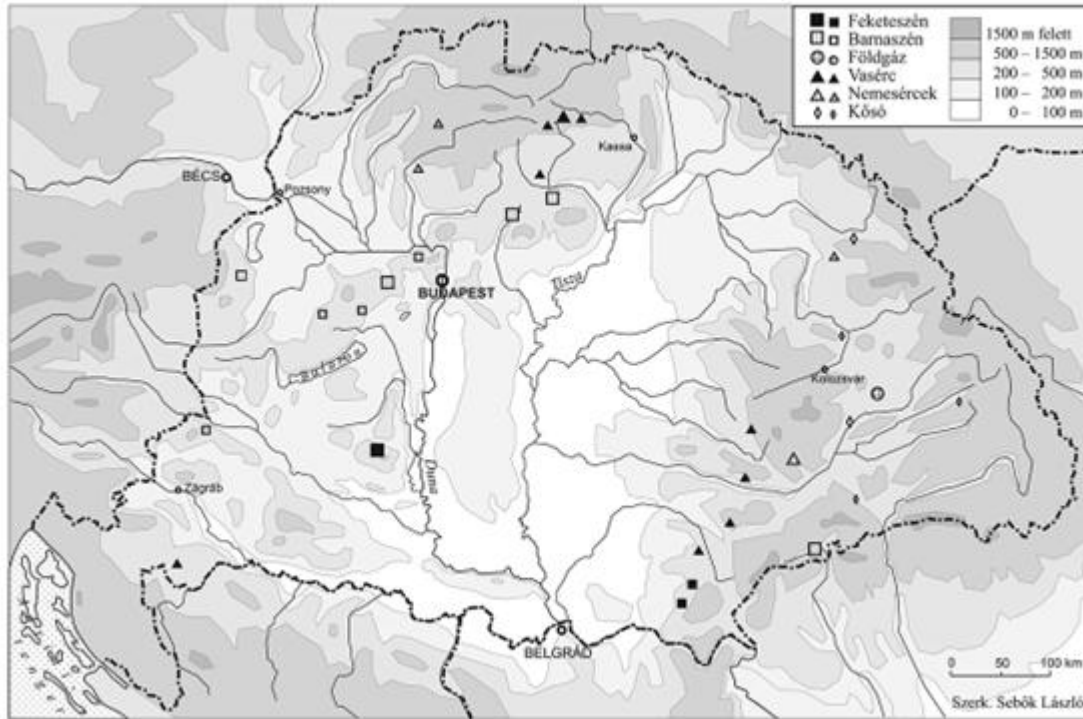 Feketeszén
Barnaszén
Földgáz
Vasérc
Nemesércek
Kősó
1500 m felett
500 – 1500 m
200 – 500 m
100 – 200 m
0 – 100 m
Kassa
BÉCS
Pozsony
BUDAPEST
Tisza
Balaton
Kolozsvár
Duna
Zágráb
BELGRÁD
tenger
0 50 100 km
Szerk. Sebők László